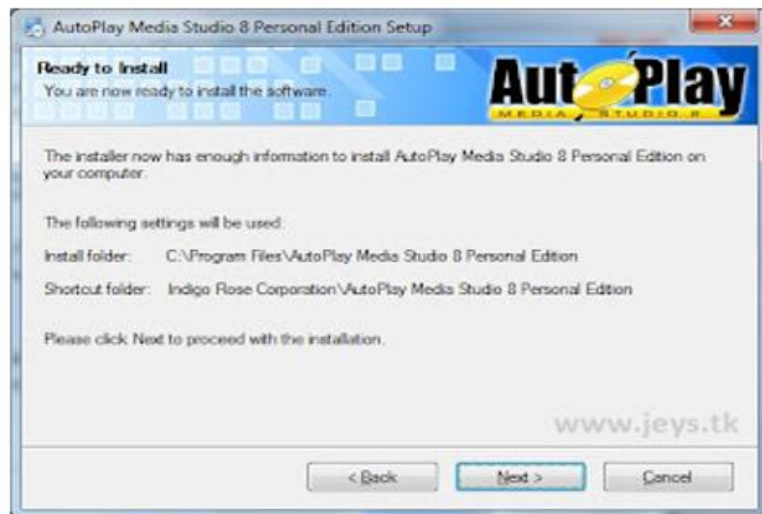 AutoPlay Media Studio 8 Personal Edition Setup
Ready to Install
You are now ready to install the software.
AutoPlay
MEDIA STUDIO 8
The installer now has enough information to install AutoPlay Media Studio 8 Personal Edition on
your computer.
The following settings will be used:
Install folder: C:\Program Files\AutoPlay Media Studio 8 Personal Edition
Shortcut folder: Indigo Rose Corporation\AutoPlay Media Studio 8 Personal Edition
Please click Next to proceed with the installation.
www.jeys.tk
< Back Next > Cancel